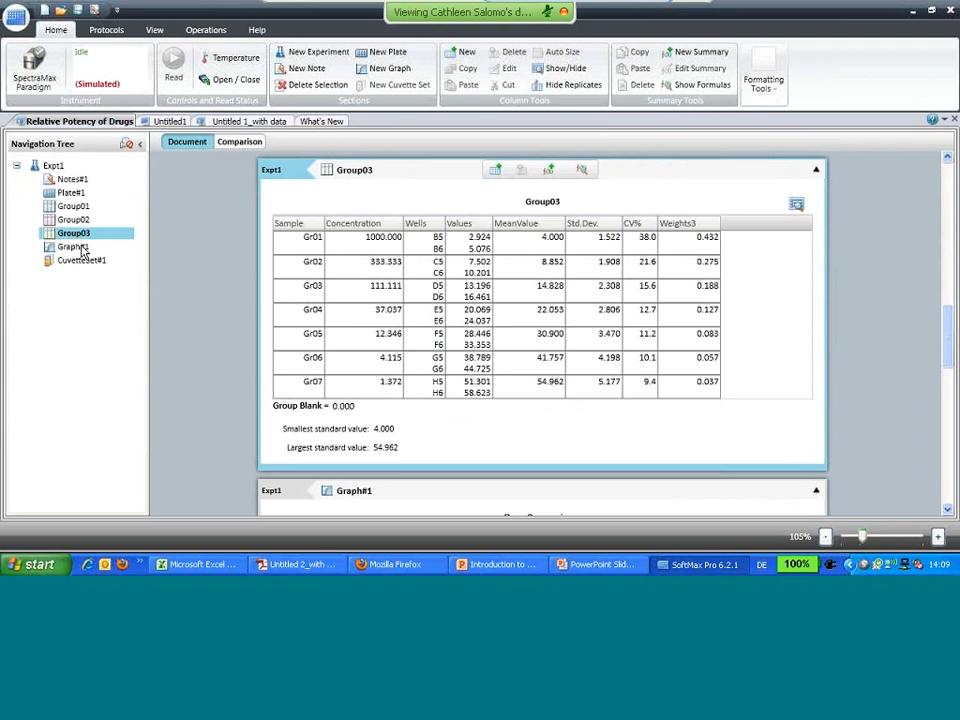 Viewing Cathleen Salomo's d...
Home Protocols View Operations Help
Idle
(Simulated)
SpectraMax
Paradigm
Instrument
Read
Temperature
Open / Close
Controls and Read Status
New Experiment New Plate
New Note New Graph
Delete Selection New Cuvette Set
Sections
New Delete Auto Size
Copy Edit Show/Hide
Paste Cut Hide Replicates
Column Tools
Copy New Summary
Paste Edit Summary
Delete Show Formulas
Summary Tools
Formatting
Tools
Relative Potency of Drugs Untitled1 Untitled 1_with data What's New
Navigation Tree
Document Comparison
Expt1
Notes#1
Plate#1
Group01
Group02
Group03
Graph#1
CuvetteSet#1
Expt1 Group03
Group03
Sample Concentration Wells Values MeanValue Std.Dev. CV% Weights3
Gr01 1000.000 B5 2.924 4.000 1.522 38.0 0.432
B6 5.076
Gr02 333.333 C5 7.502 8.852 1.908 21.6 0.275
C6 10.201
Gr03 111.111 D5 13.196 14.828 2.308 15.6 0.188
D6 16.461
Gr04 37.037 E5 20.069 22.053 2.806 12.7 0.127
E6 24.037
Gr05 12.346 F5 28.446 30.900 3.470 11.2 0.083
F6 33.353
Gr06 4.115 G5 38.789 41.757 4.198 10.1 0.057
G6 44.725
Gr07 1.372 H5 51.301 54.962 5.177 9.4 0.037
H6 58.623
Group Blank = 0.000
Smallest standard value: 4.000
Largest standard value: 54.962
Expt1 Graph#1
105%
start Microsoft Excel ... Untitled 2_with ... Mozilla Firefox Introduction to ... PowerPoint Slid... SoftMax Pro 6.2.1 DE 100% 14:09